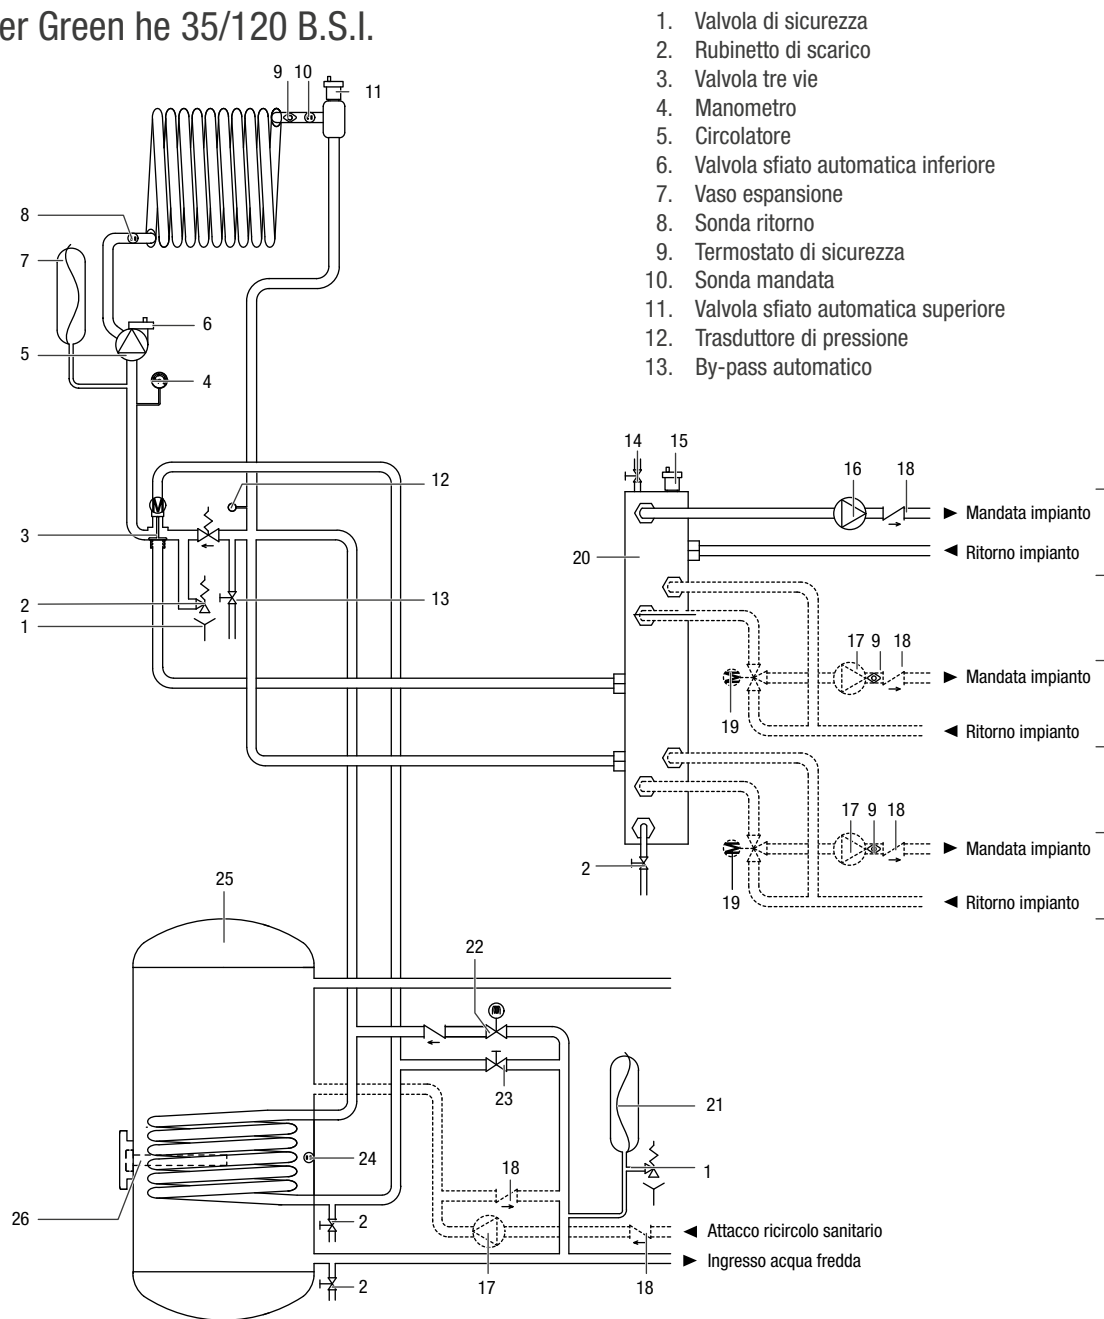 er Green he 35/120 B.S.I.
1. Valvola di sicurezza
2. Rubinetto di scarico
3. Valvola tre vie
4. Manometro
5. Circolatore
6. Valvola sfiato automatica inferiore
7. Vaso espansione
8. Sonda ritorno
9. Termostato di sicurezza
10. Sonda mandata
11. Valvola sfiato automatica superiore
12. Trasduttore di pressione
13. By-pass automatico
9 10
11
8
7
6
5
4
14 15
16 18
12
M
Mandata impianto
3
20
Ritorno impianto
2
13
1
17 9 18
Mandata impianto
19
Ritorno impianto
17 9 18
Mandata impianto
2
25
19
Ritorno impianto
22
M
23
21
24
18
1
26
2
Attacco ricircolo sanitario
Ingresso acqua fredda
2
17
18